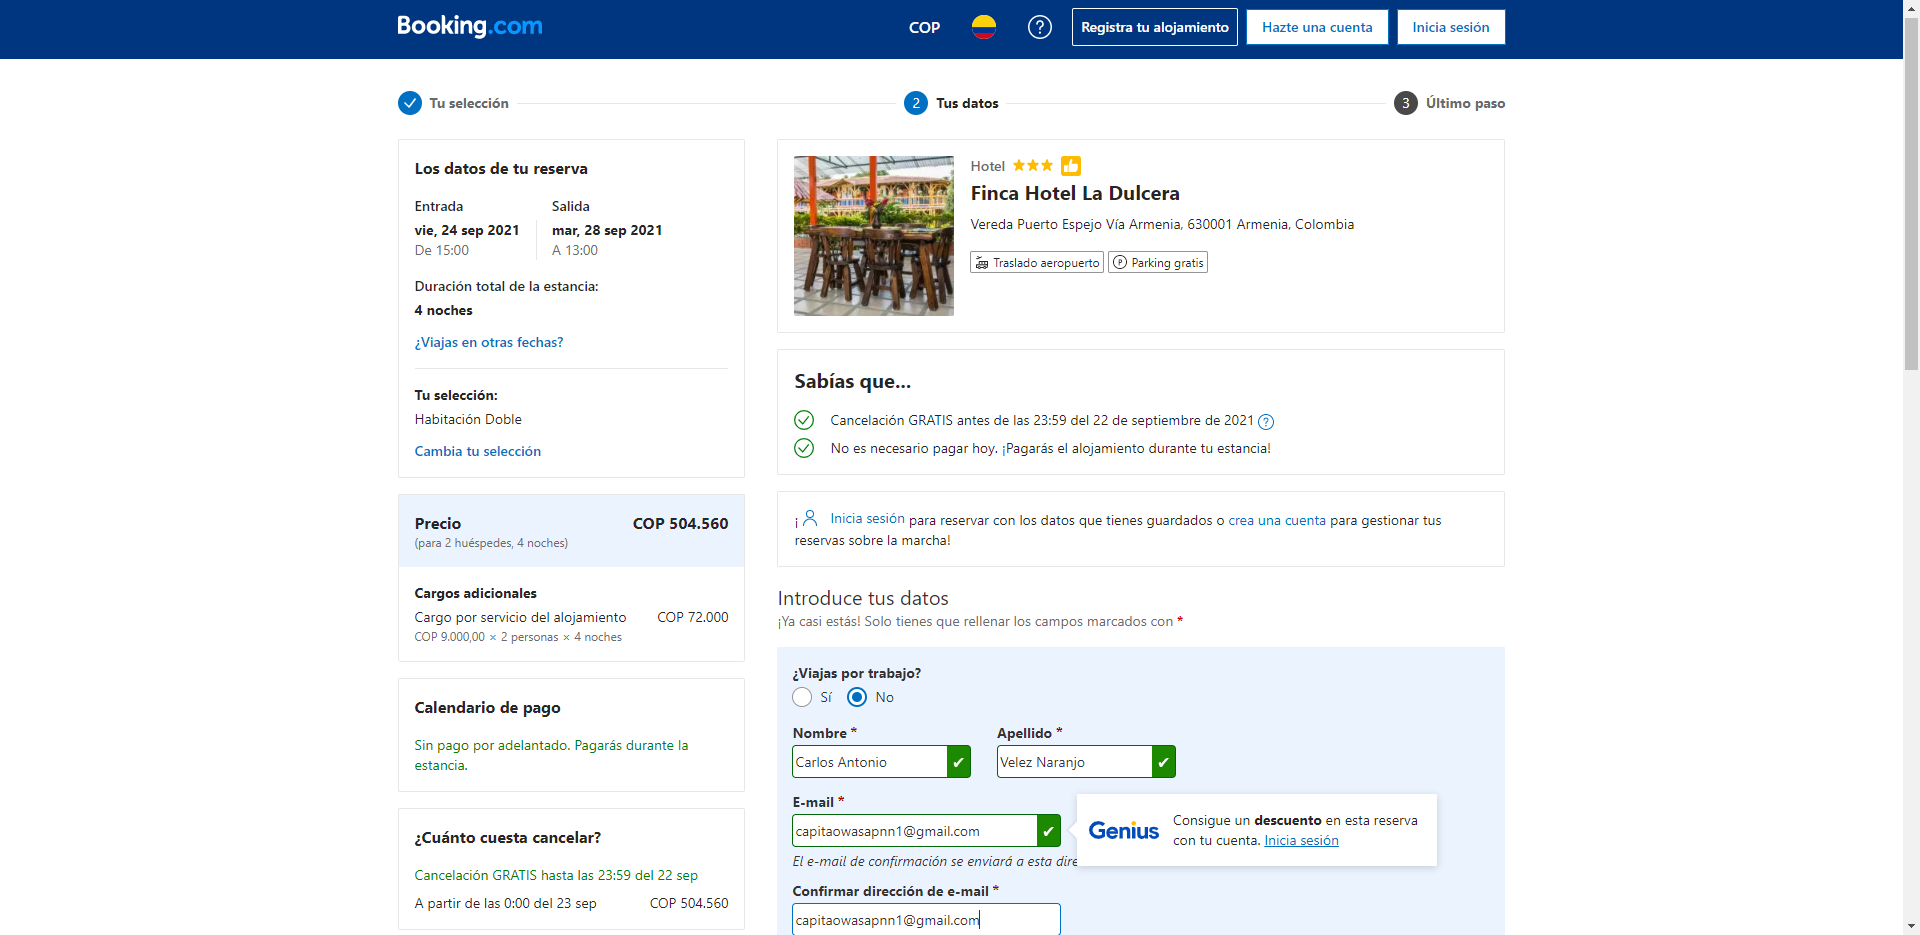 Booking.com
COP
?
Registra tu alojamiento
Hazte una cuenta
Inicia sesión
Tu selección
2 Tus datos
3 Último paso
Los datos de tu reserva
Entrada
Salida
vie, 24 sep 2021
mar, 28 sep 2021
De 15:00
A 13:00
Duración total de la estancia:
4 noches
¿Viajas en otras fechas?
Tu selección:
Habitación Doble
Cambia tu selección
Precio
COP 504.560
(para 2 huéspedes, 4 noches)
Cargos adicionales
Cargo por servicio del alojamiento
COP 72.000
COP 9.000,00 × 2 personas × 4 noches
Calendario de pago
Sin pago por adelantado. Pagarás durante la
estancia.
¿Cuánto cuesta cancelar?
Cancelación GRATIS hasta las 23:59 del 22 sep
A partir de las 0:00 del 23 sep
COP 504.560
Hotel
Finca Hotel La Dulcera
Vereda Puerto Espejo Vía Armenia, 630001 Armenia, Colombia
Traslado aeropuerto
P Parking gratis
Sabías que...
Cancelación GRATIS antes de las 23:59 del 22 de septiembre de 2021 ?
No es necesario pagar hoy. ¡Pagarás el alojamiento durante tu estancia!
¡ Inicia sesión para reservar con los datos que tienes guardados o crea una cuenta para gestionar tus
reservas sobre la marcha!
Introduce tus datos
¡Ya casi estás! Solo tienes que rellenar los campos marcados con *
¿Viajas por trabajo?
Sí
No
Nombre *
Apellido *
Carlos Antonio
Velez Naranjo
E-mail *
capitaowasapnn1@gmail.com
El e-mail de confirmación se enviará a esta dire
Genius
Consigue un descuento en esta reserva
con tu cuenta. Inicia sesión
Confirmar dirección de e-mail *
capitaowasapnn1@gmail.com